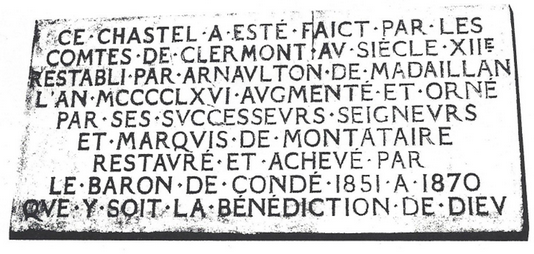 CE·CHASTEL·A·ESTÉ·FAICT·PAR·LES
COMTES·DE·CLERMONT·AV·SIÈCLE·XIIE
RESTABLI·PAR·ARNAVLTON·DE·MADAILLAN
L'AN·MCCCCLXVI·AVGMENTÉ·ET·ORNÉ
PAR·SES·SVCCESSEVRS·SEIGNEVRS
ET·MARQVIS·DE·MONTATAIRE
RESTAVRÉ·ET·ACHEVÉ·PAR
LE·BARON·DE·CONDÉ·1851·A·1870
QVE·Y·SOIT·LA·BÉNÉDICTION·DE·DIEV